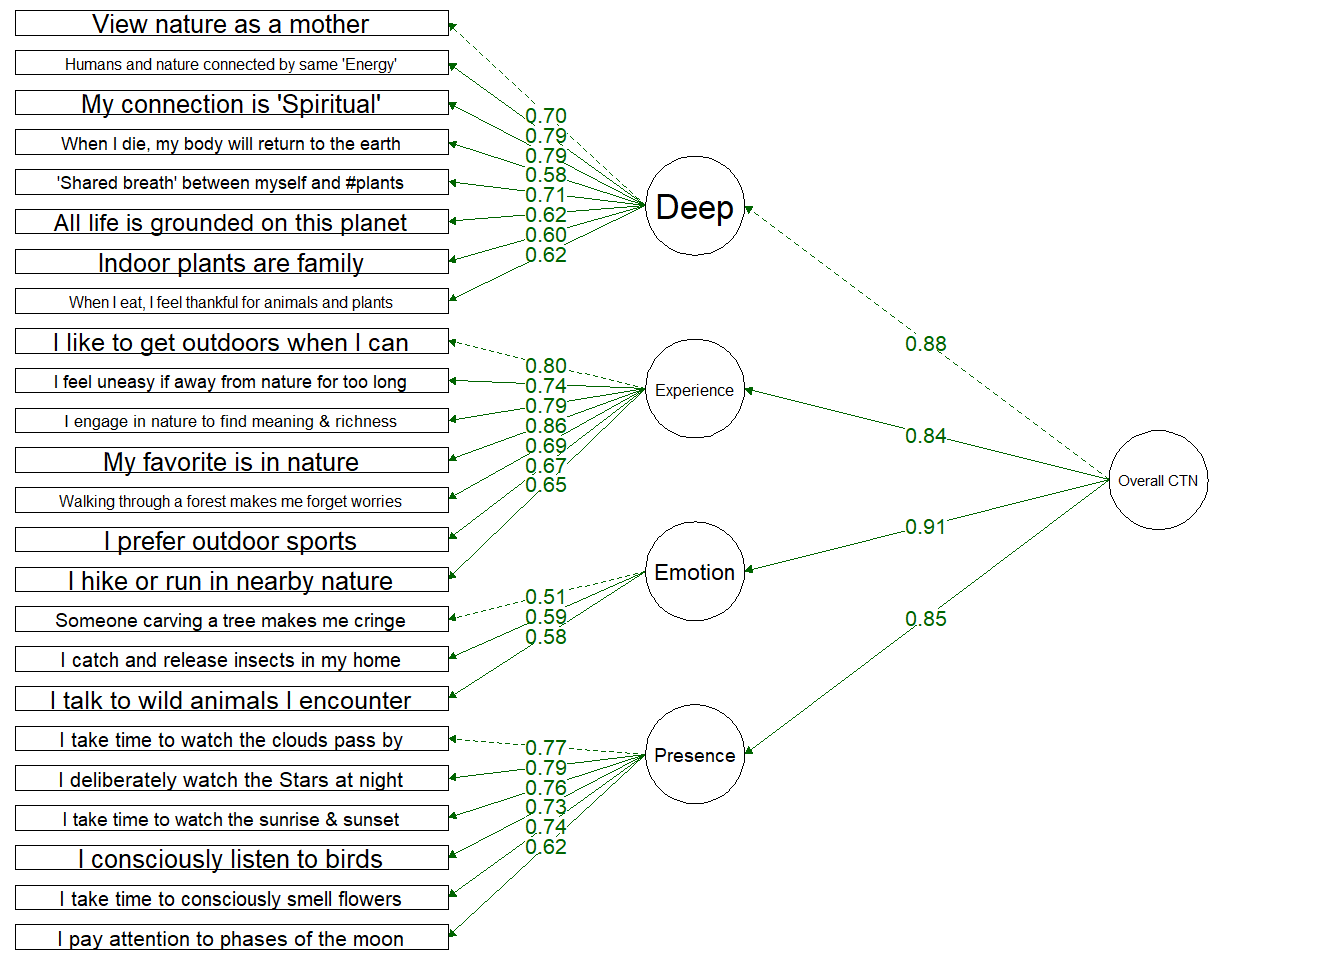 View nature as a mother
Humans and nature connected by same 'Energy'
My connection is 'Spiritual'
When I die, my body will return to the earth
'Shared breath' between myself and #plants
All life is grounded on this planet
Indoor plants are family
When I eat, I feel thankful for animals and plants
I like to get outdoors when I can
I feel uneasy if away from nature for too long
I engage in nature to find meaning & richness
My favorite is in nature
Walking through a forest makes me forget worries
I prefer outdoor sports
I hike or run in nearby nature
Someone carving a tree makes me cringe
I catch and release insects in my home
I talk to wild animals I encounter
I take time to watch the clouds pass by
I deliberately watch the Stars at night
I take time to watch the sunrise & sunset
I consciously listen to birds
I take time to consciously smell flowers
I pay attention to phases of the moon
0.70
0.79
0.79
0.58
0.71
0.62
0.60
0.62
0.80
0.74
0.79
0.86
0.69
0.67
0.65
0.51
0.59
0.58
0.77
0.79
0.76
0.73
0.74
0.62
Deep
Experience
Emotion
Presence
0.88
0.84
0.91
0.85
Overall CTN